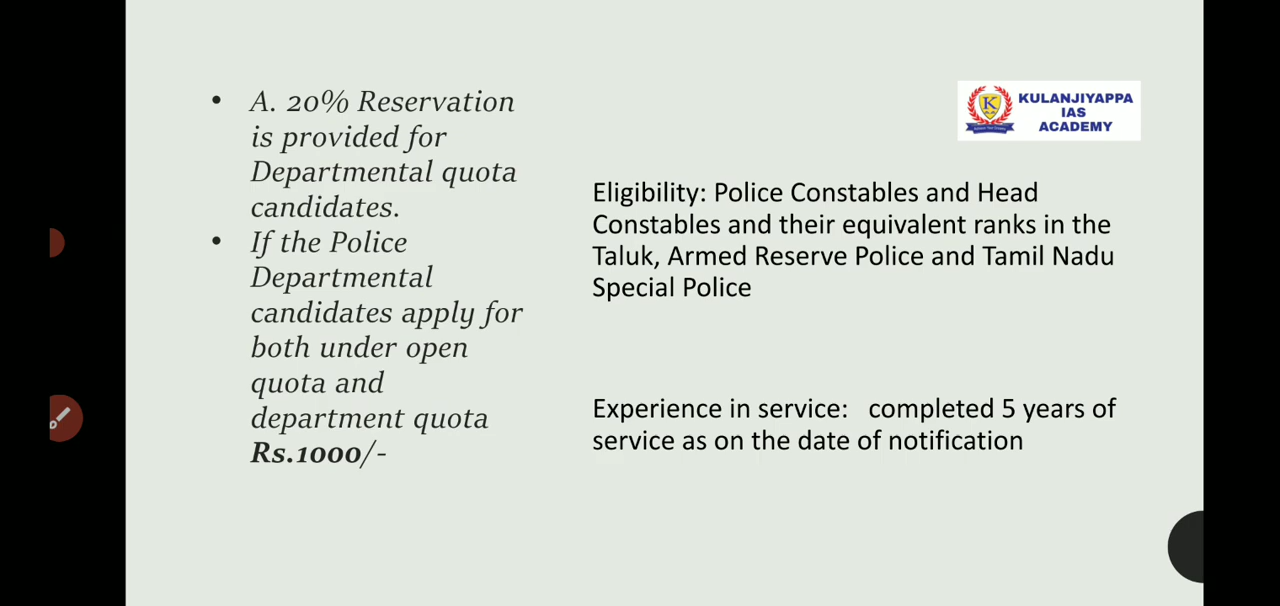 • A. 20% Reservation
is provided for
Departmental quota
candidates.
• If the Police
Departmental
candidates apply for
both under open
quota and
department quota
Rs.1000/-
K
KULANJIYAPPA
IAS
ACADEMY
Eligibility: Police Constables and Head
Constables and their equivalent ranks in the
Taluk, Armed Reserve Police and Tamil Nadu
Special Police
Experience in service: completed 5 years of
service as on the date of notification